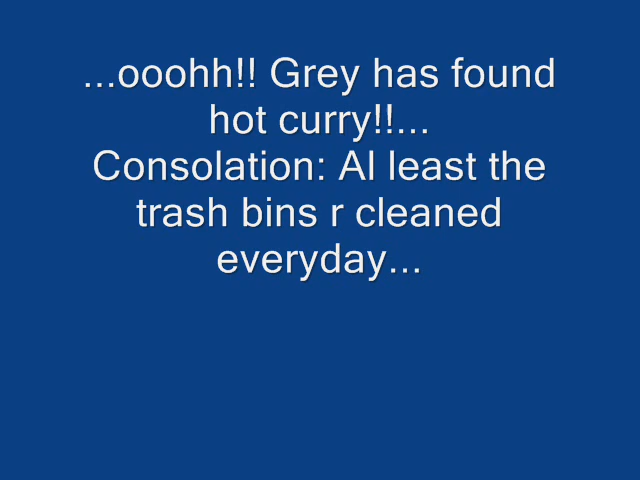 ...ooohh!! Grey has found
hot curry!!...
Consolation: Al least the
trash bins r cleaned
everyday...